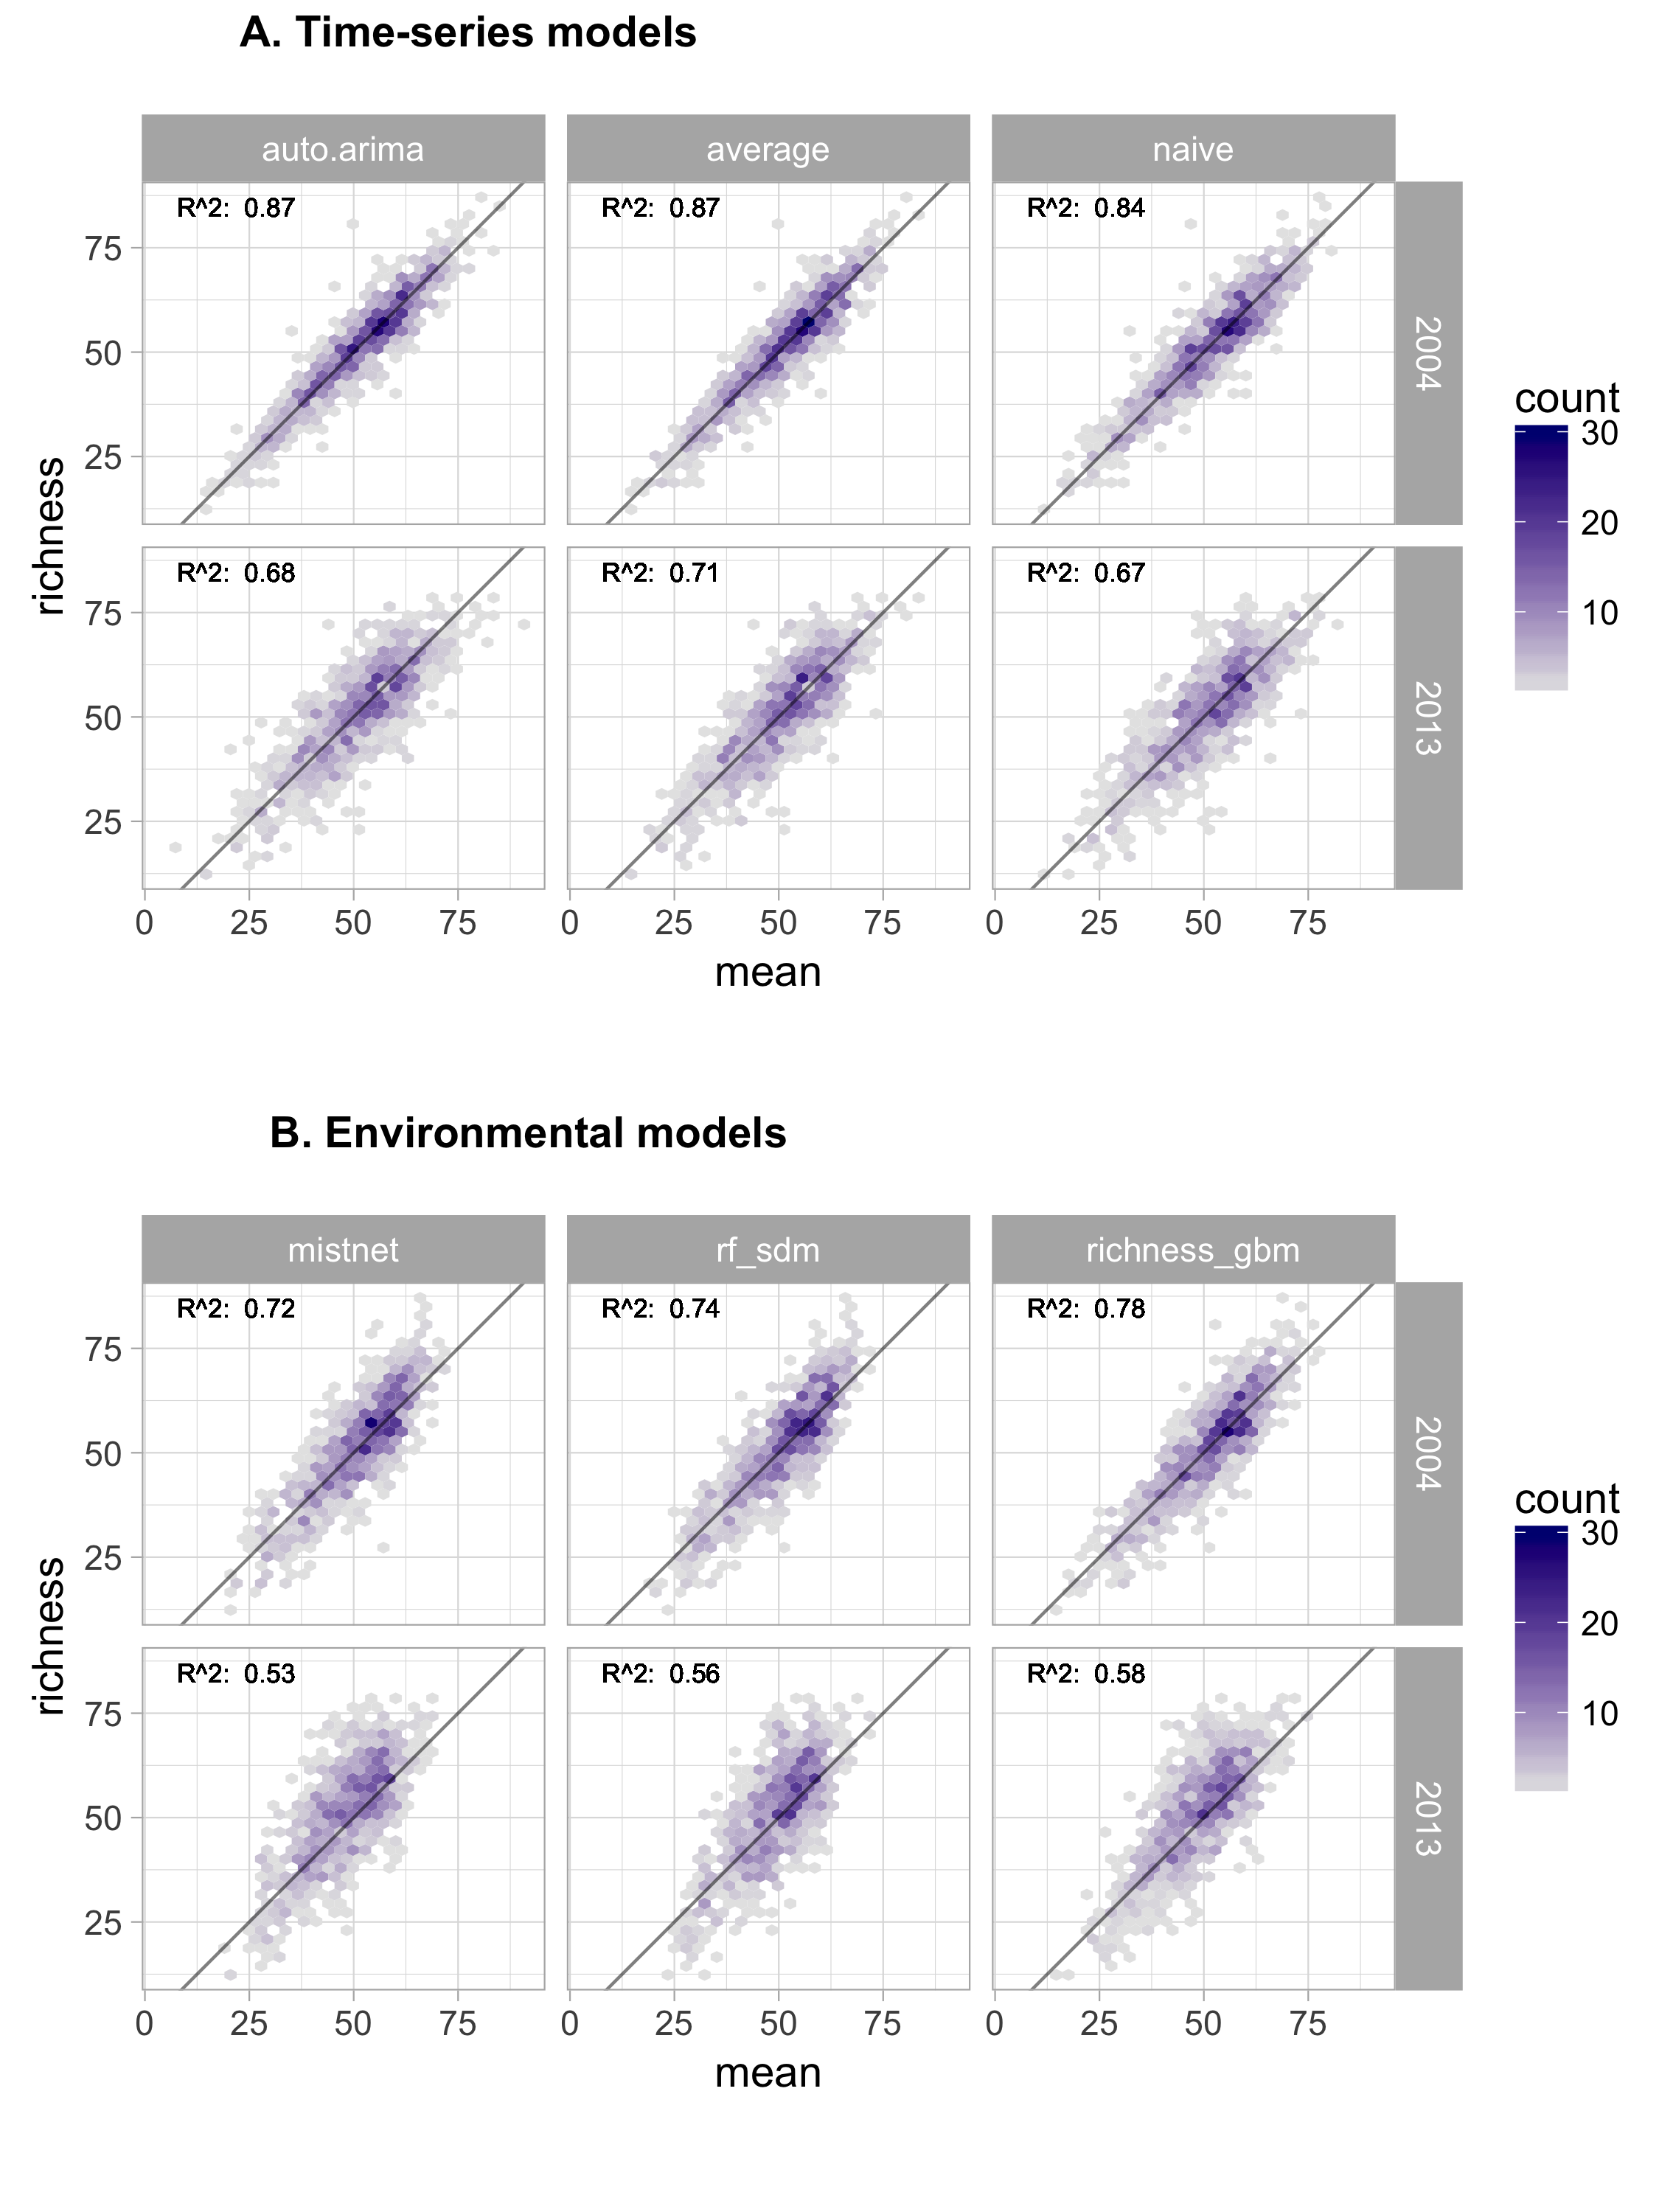 A. Time-series models
auto.arima average naive
R^2: 0.87 R^2: 0.87 R^2: 0.84
75
50
25
2004
R^2: 0.68 R^2: 0.71 R^2: 0.67
75
50
25
2013
richness
0 25 50 75 0 25 50 75 0 25 50 75
mean
count
30
20
10
B. Environmental models
mistnet rf_sdm richness_gbm
R^2: 0.72 R^2: 0.74 R^2: 0.78
75
50
25
2004
R^2: 0.53 R^2: 0.56 R^2: 0.58
75
50
25
2013
richness
0 25 50 75 0 25 50 75 0 25 50 75
mean
count
30
20
10